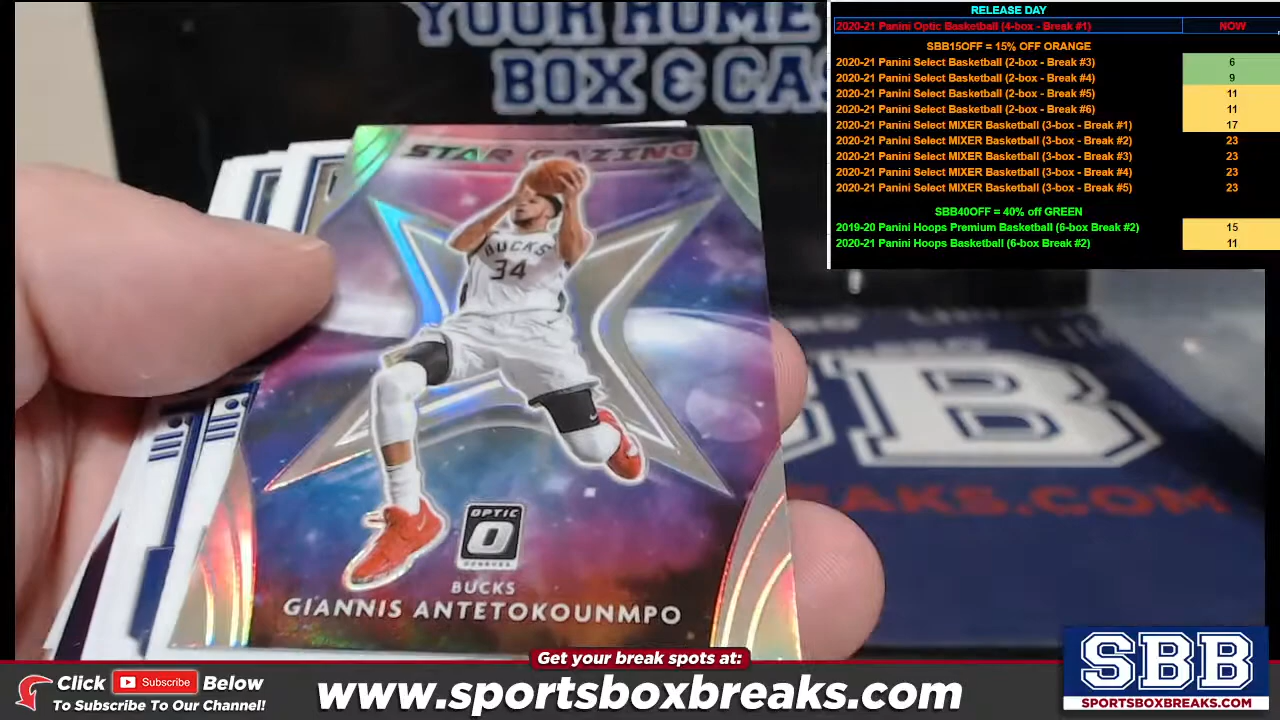 YOUR HOME
BOX & CA
STAR GAZING
BUCKS
34
OPTIC
O
DONRUSS
BUCKS
GIANNIS ANTETOKOUNMPO
B
RELEASE DAY
2020-21 Panini Optic Basketball (4-box - Break #1) NOW
SBB15OFF = 15% OFF ORANGE
2020-21 Panini Select Basketball (2-box - Break #3) 6
2020-21 Panini Select Basketball (2-box - Break #4) 9
2020-21 Panini Select Basketball (2-box - Break #5) 11
2020-21 Panini Select Basketball (2-box - Break #6) 11
2020-21 Panini Select MIXER Basketball (3-box - Break #1) 17
2020-21 Panini Select MIXER Basketball (3-box - Break #2) 23
2020-21 Panini Select MIXER Basketball (3-box - Break #3) 23
2020-21 Panini Select MIXER Basketball (3-box - Break #4) 23
2020-21 Panini Select MIXER Basketball (3-box - Break #5) 23
SBB40OFF = 40% off GREEN
2019-20 Panini Hoops Premium Basketball (6-box Break #2) 15
2020-21 Panini Hoops Basketball (6-box Break #2) 11
EAKS.COM
Get your break spots at:
Click Subscribe Below
To Subscribe To Our Channel!
www.sportsboxbreaks.com
SBB
SPORTSBOXBREAKS.COM